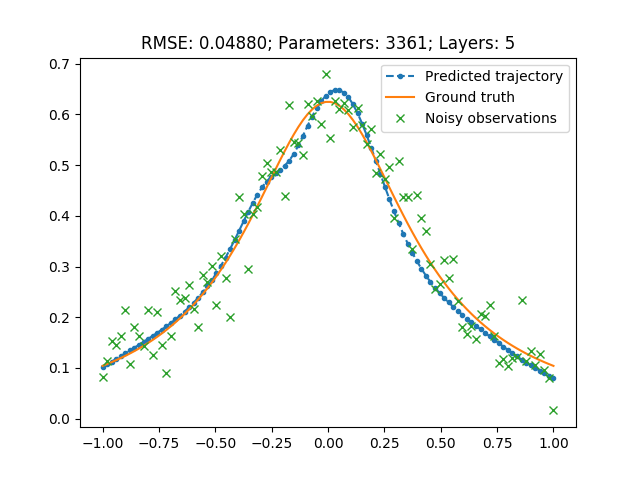 RMSE: 0.04880; Parameters: 3361; Layers: 5
0.7
0.6
0.5
0.4
0.3
0.2
0.1
0.0
Predicted trajectory
Ground truth
Noisy observations
−1.00 −0.75 −0.50 −0.25 0.00 0.25 0.50 0.75 1.00